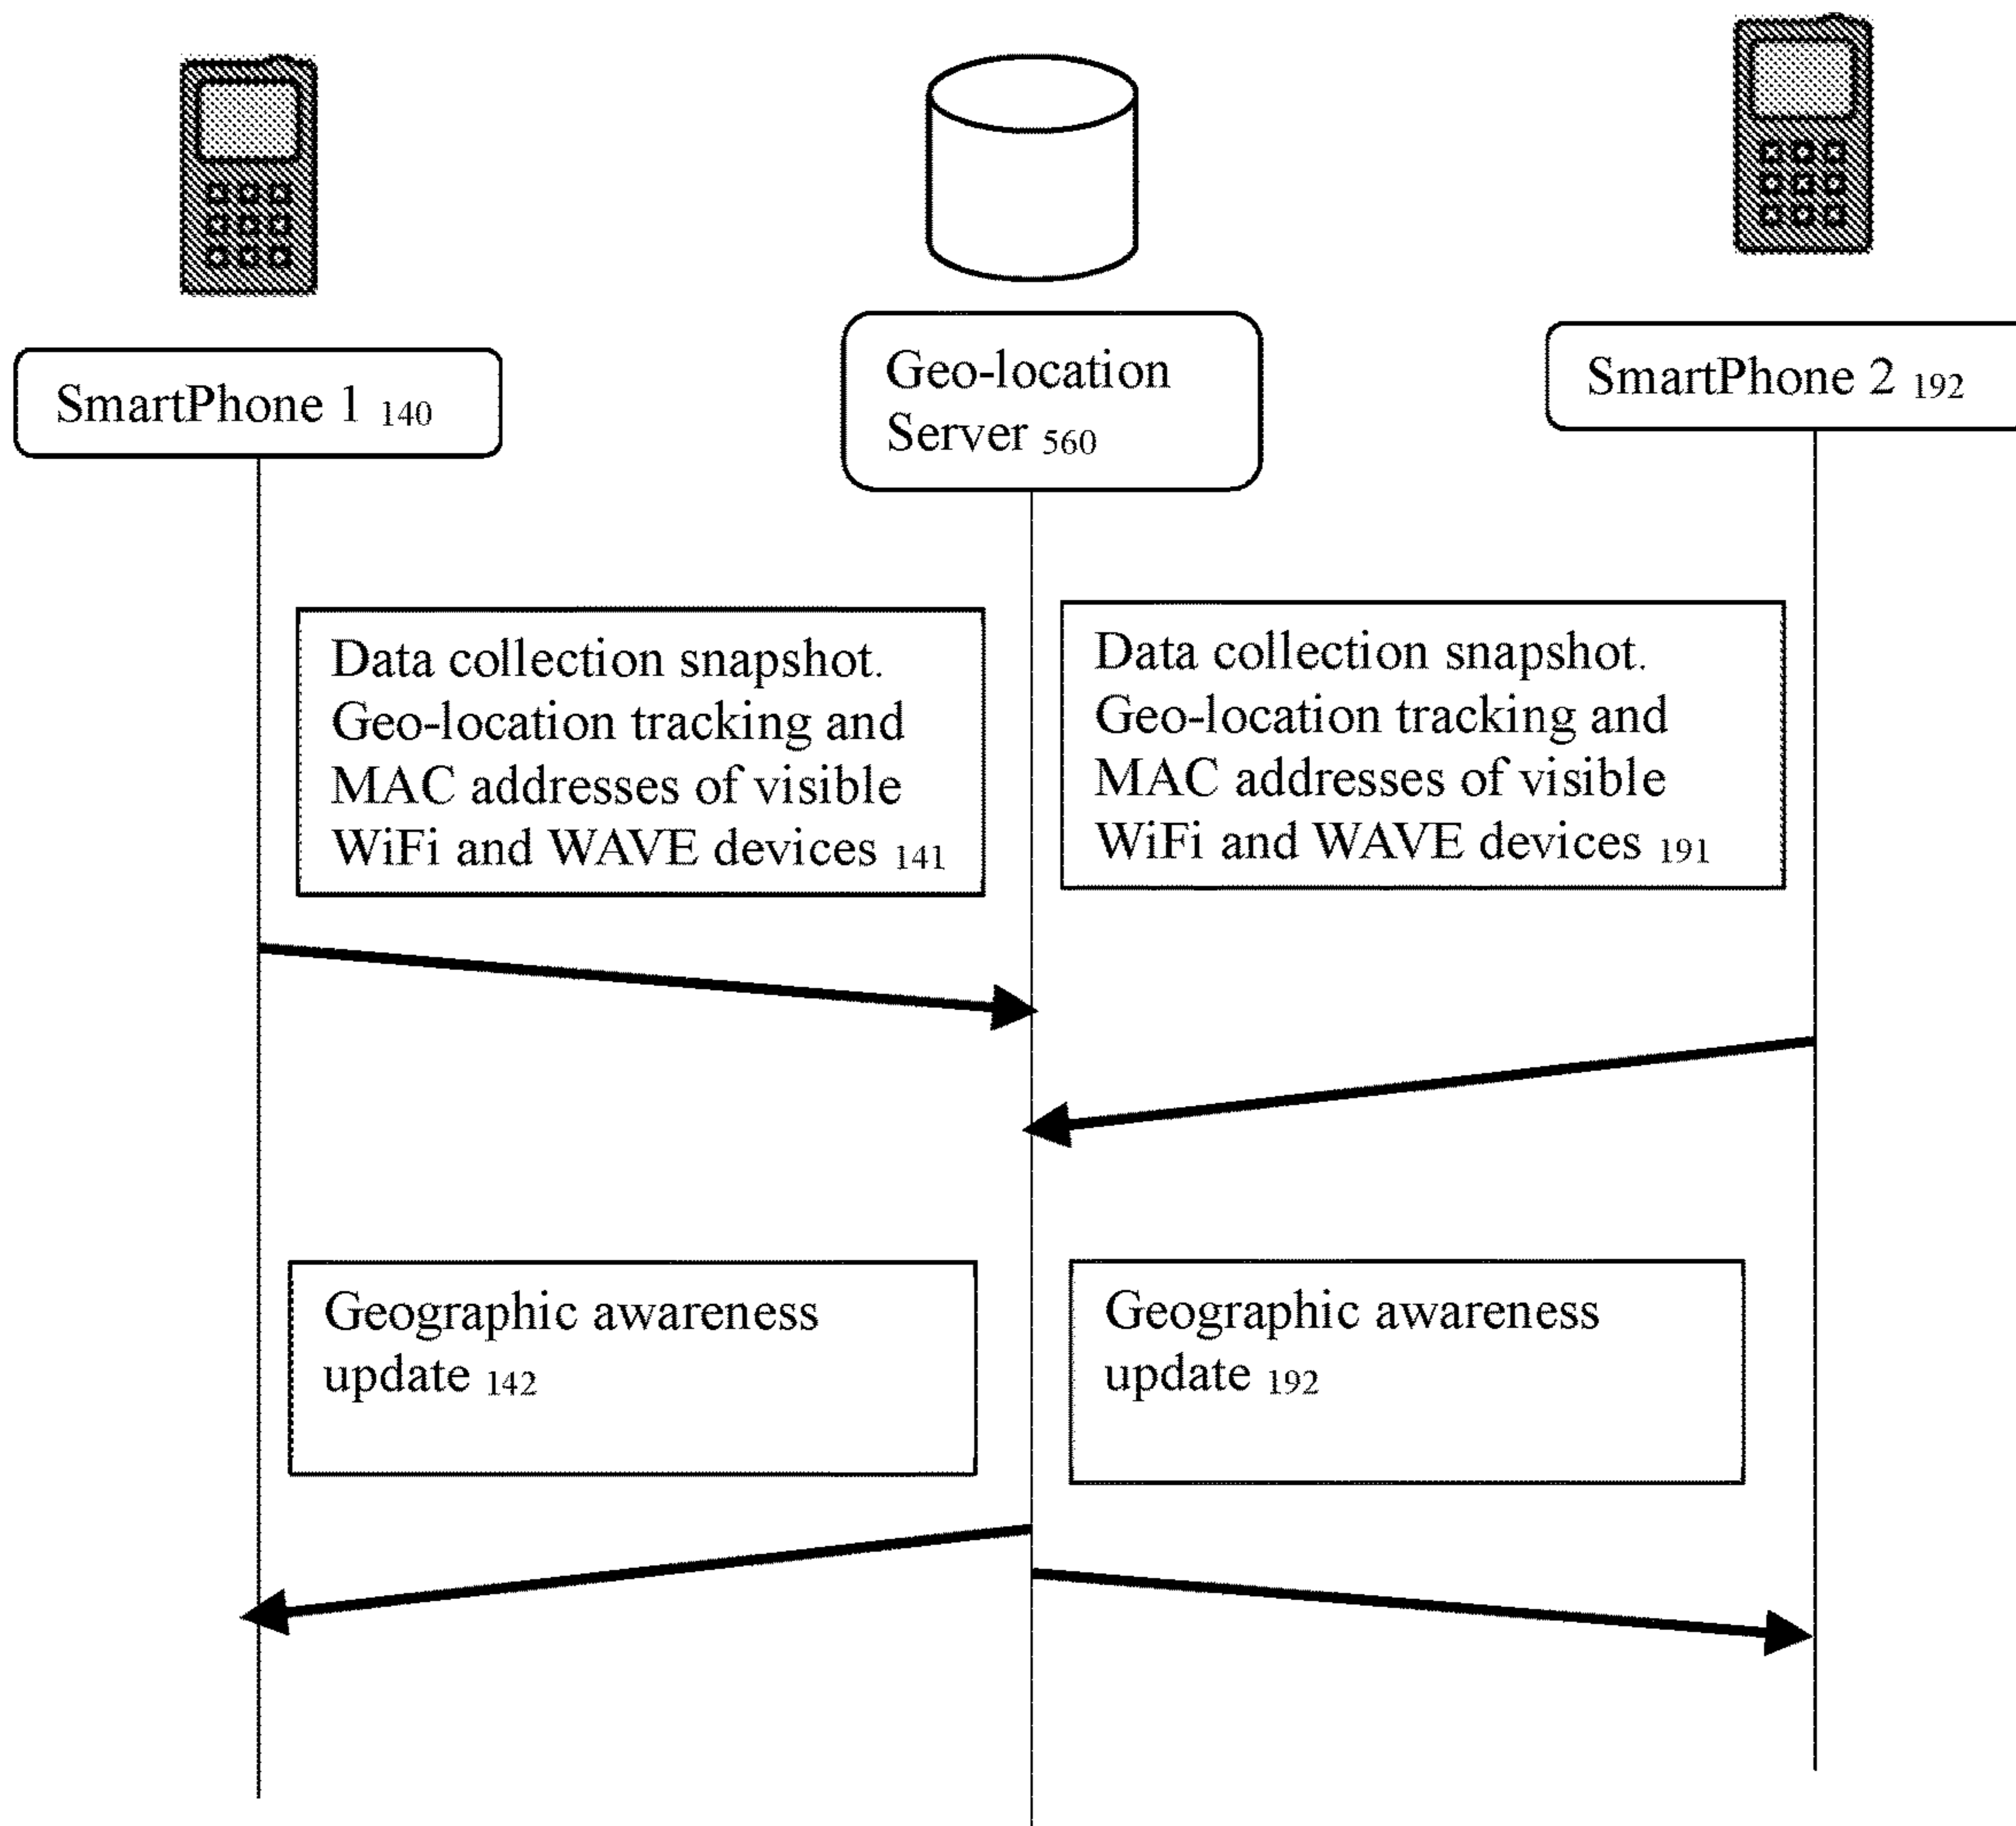 SmartPhone 1 140
Geo-location
Server 560
SmartPhone 2 192
Data collection snapshot.
Geo-location tracking and
MAC addresses of visible
WiFi and WAVE devices 141
Data collection snapshot.
Geo-location tracking and
MAC addresses of visible
WiFi and WAVE devices 191
Geographic awareness
update 142
Geographic awareness
update 192